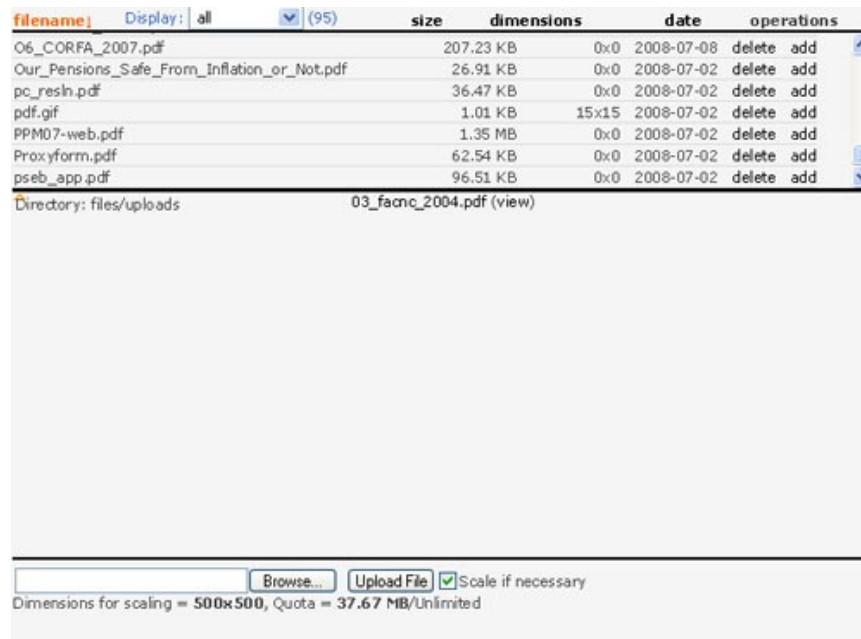 filename↓ Display: all (95) size dimensions date operations
O6_CORFA_2007.pdf 207.23 KB 0x0 2008-07-08 delete add
Our_Pensions_Safe_From_Inflation_or_Not.pdf 26.91 KB 0x0 2008-07-02 delete add
pc_resln.pdf 36.47 KB 0x0 2008-07-02 delete add
pdf.gif 1.01 KB 15x15 2008-07-02 delete add
PPM07-web.pdf 1.35 MB 0x0 2008-07-02 delete add
Proxyform.pdf 62.54 KB 0x0 2008-07-02 delete add
pseb_app.pdf 96.51 KB 0x0 2008-07-02 delete add
Directory: files/uploads 03_facnc_2004.pdf (view)
Browse... Upload File Scale if necessary
Dimensions for scaling = 500x500, Quota = 37.67 MB/Unlimited